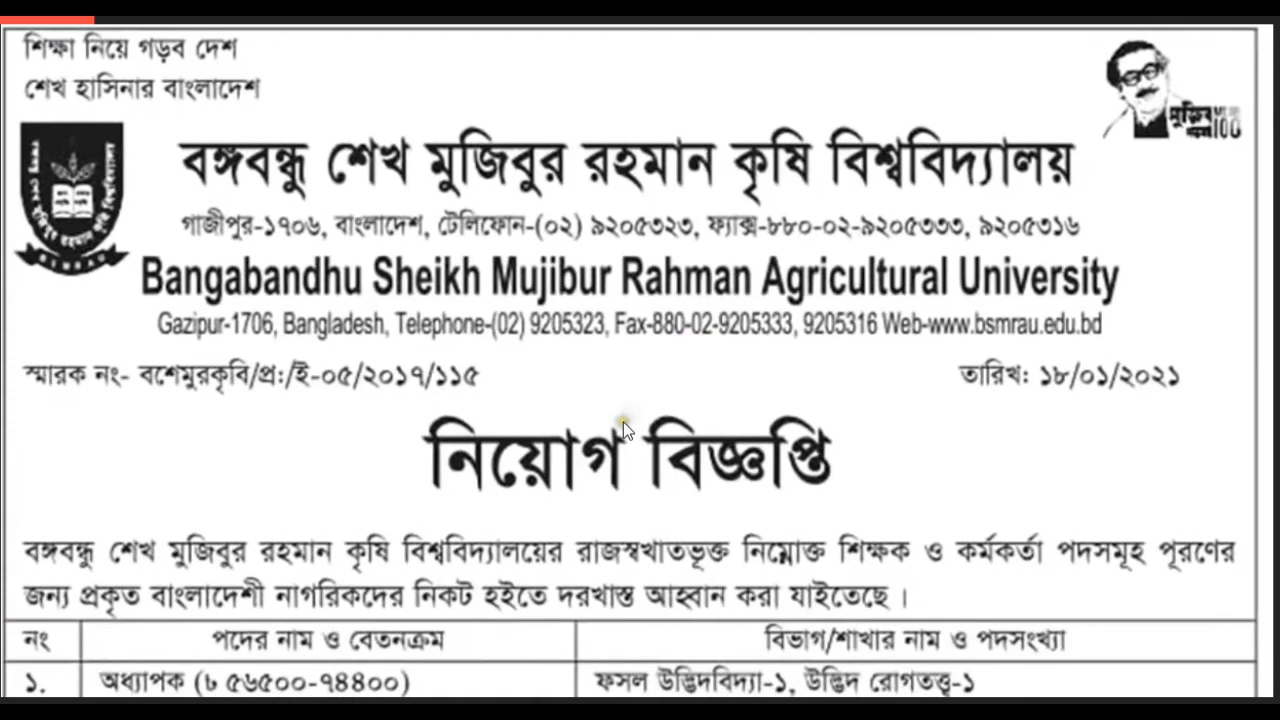 শিক্ষা নিয়ে গড়ব দেশ
শেখ হাসিনার বাংলাদেশ
মুজিব
100
বঙ্গবন্ধু শেখ মুজিবুর রহমান কৃষি বিশ্ববিদ্যালয়
গাজীপুর-১৭০৬, বাংলাদেশ, টেলিফোন-(০২) ৯২০৫৩২৩, ফ্যাক্স-৮৮০-০২-৯২০৫৩৩৩, ৯২০৫৩১৬
BSMRAU
Bangabandhu Sheikh Mujibur Rahman Agricultural University
Gazipur-1706, Bangladesh, Telephone-(02) 9205323, Fax-880-02-9205333, 9205316 Web-www.bsmrau.edu.bd
স্মারক নং- বশেমুরকৃবি/প্র:/ই-০৫/২০১৭/১১৫ তারিখ: ১৮/০১/২০২১
নিয়োগ বিজ্ঞপ্তি
বঙ্গবন্ধু শেখ মুজিবুর রহমান কৃষি বিশ্ববিদ্যালয়ের রাজস্বখাতভূক্ত নিম্নোক্ত শিক্ষক ও কর্মকর্তা পদসমূহ পূরণের
জন্য প্রকৃত বাংলাদেশী নাগরিকদের নিকট হইতে দরখাস্ত আহ্বান করা যাইতেছে।
নং পদের নাম ও বেতনক্রম বিভাগ/শাখার নাম ও পদসংখ্যা
১. অধ্যাপক (৳ ৫৬৫০০-৭৪৪০০) ফসল উদ্ভিদবিদ্যা-১, উদ্ভিদ রোগতত্ত্ব-১